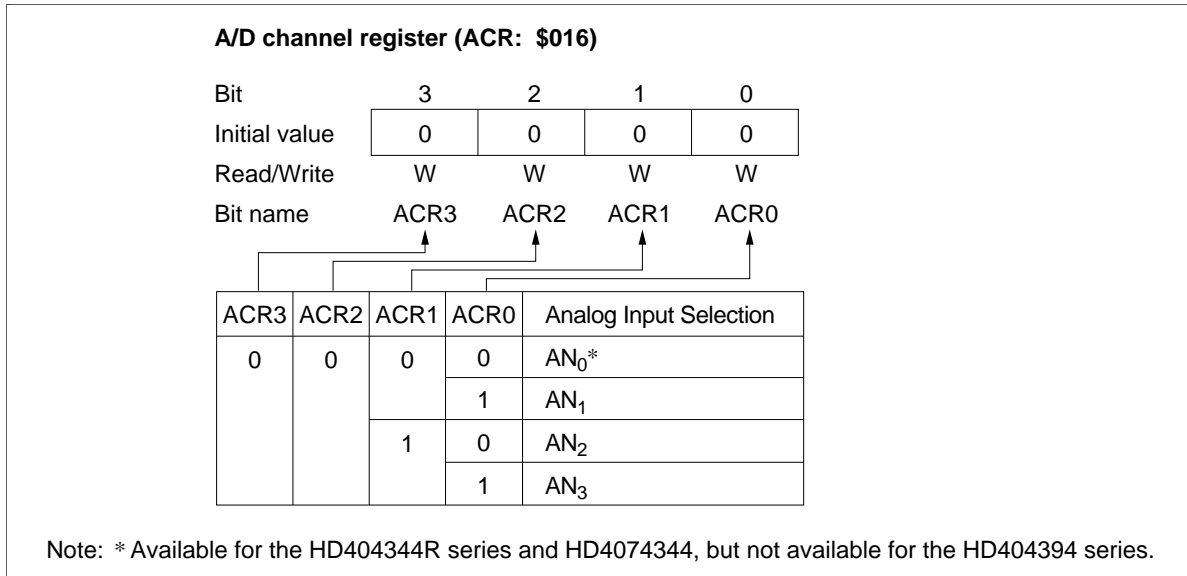 A/D channel register (ACR: $016)
Bit 3 2 1 0
Initial value 0 0 0 0
Read/Write W W W W
Bit name ACR3 ACR2 ACR1 ACR0
ACR3 ACR2 ACR1 ACR0 Analog Input Selection
0 0 0 0 AN0*
1 AN1
1 0 AN2
1 AN3
Note: * Available for the HD404344R series and HD4074344, but not available for the HD404394 series.